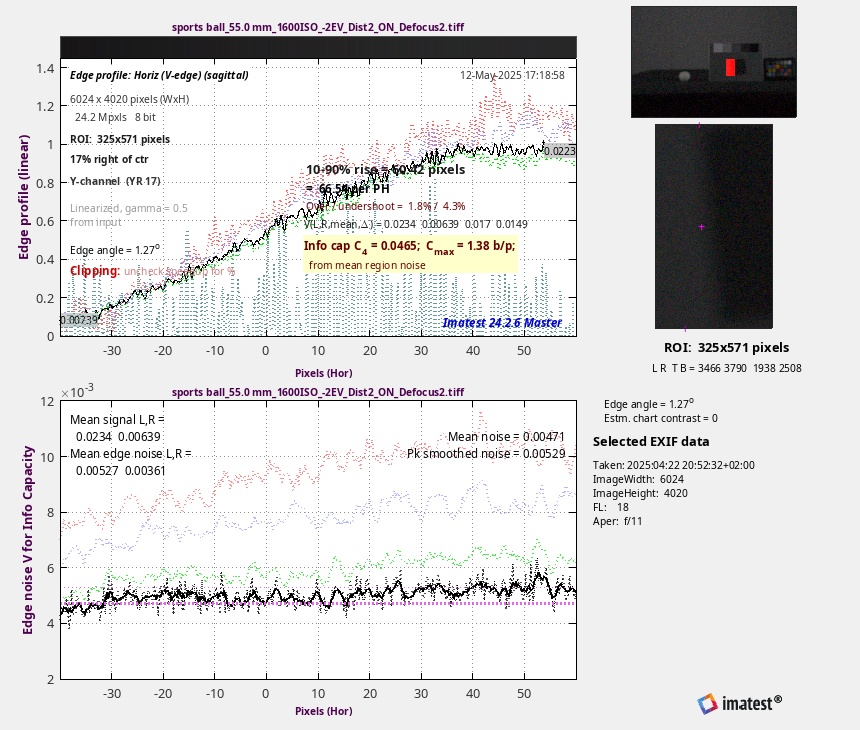 sports ball_55.0 mm_1600ISO_-2EV_Dist2_ON_Defocus2.tiff
Edge profile: Horiz (V-edge) (sagittal)
12-May-2025 17:18:58
6024 x 4020 pixels (WxH)
24.2 Mpxls 8 bit
ROI: 325x571 pixels
17% right of ctr
Y-channel (YR 17)
Linearized, gamma = 0.5
from input
Edge angle = 1.27º
Clipping: uncheck
for %
10-90% rise = 60.42 pixels
= 66.54 per PH
Over / undershoot = 1.8% / 4.3%
V(L,R,mean,△) = 0.0234 0.00639 0.017 0.0149
Info cap C4 = 0.0465; Cmax = 1.38 b/p;
from mean region noise
Imatest 24.2.6 Master
0.0223
0.00739
Edge profile (linear)
1.4
1.2
1
0.8
0.6
0.4
0.2
0
-30 -20 -10 0 10 20 30 40 50
Pixels (Hor)
ROI: 325x571 pixels
L R T B = 3466 3790 1938 2508
sports ball_55.0 mm_1600ISO_-2EV_Dist2_ON_Defocus2.tiff
×10-3
Edge noise V for Info Capacity
12
10
8
6
4
2
Mean signal L,R =
0.0234 0.00639
Mean edge noise L,R =
0.00527 0.00361
Mean noise = 0.00471
Pk smoothed noise = 0.00529
-30 -20 -10 0 10 20 30 40 50
Pixels (Hor)
Edge angle = 1.27º
Estm. chart contrast = 0
Selected EXIF data
Taken: 2025:04:22 20:52:32+02:00
ImageWidth: 6024
ImageHeight: 4020
FL: 18
Aper: f/11
imatest®